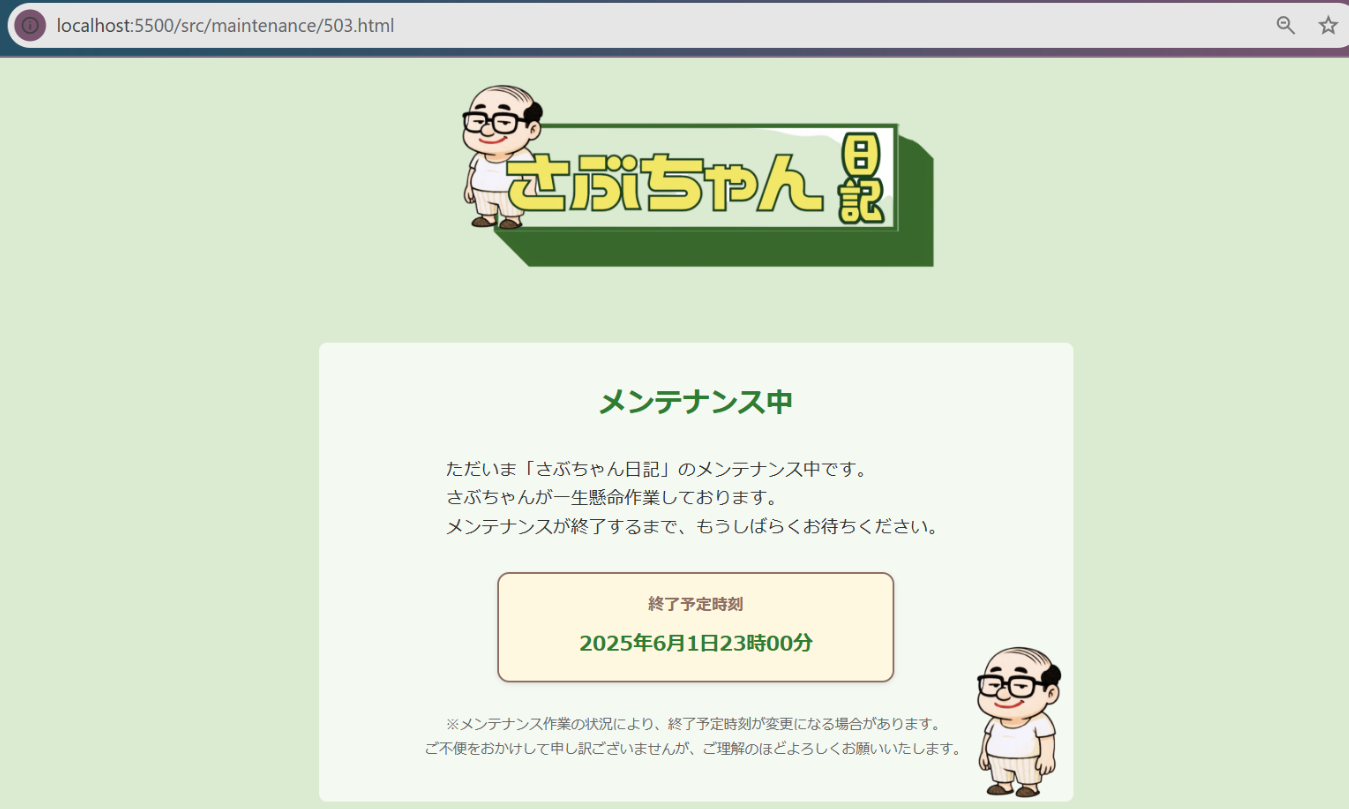 localhost:5500/src/maintenance/503.html
さぶちゃん日記
メンテナンス中
ただいま「さぶちゃん日記」のメンテナンス中です。
さぶちゃんが一生懸命作業しております。
メンテナンスが終了するまで、もうしばらくお待ちください。
終了予定時刻
2025年6月1日23時00分
※メンテナンス作業の状況により、終了予定時刻が変更になる場合があります。
ご不便をおかけして申し訳ございませんが、ご理解のほどよろしくお願いいたします。